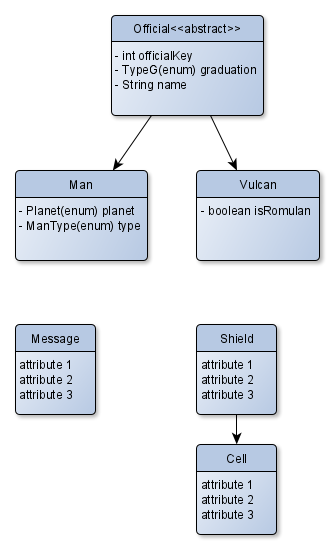 Official<<abstract>>
- int officialKey
- TypeG(enum) graduation
- String name
Man
- Planet(enum) planet
- ManType(enum) type
Vulcan
- boolean isRomulan
Message
attribute 1
attribute 2
attribute 3
Shield
attribute 1
attribute 2
attribute 3
Cell
attribute 1
attribute 2
attribute 3